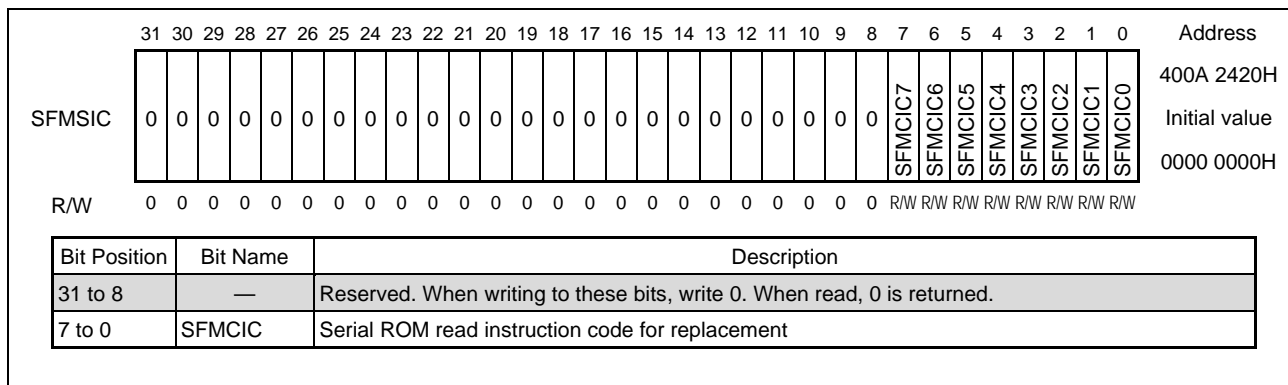 31 30 29 28 27 26 25 24 23 22 21 20 19 18 17 16 15 14 13 12 11 10 9 8 7 6 5 4 3 2 1 0 Address
400A 2420H
SFMSIC 0 0 0 0 0 0 0 0 0 0 0 0 0 0 0 0 0 0 0 0 0 0 0 0 SFMCIC7 SFMCIC6 SFMCIC5 SFMCIC4 SFMCIC3 SFMCIC2 SFMCIC1 SFMCIC0 Initial value
0000 0000H
R/W 0 0 0 0 0 0 0 0 0 0 0 0 0 0 0 0 0 0 0 0 0 0 0 0 R/W R/W R/W R/W R/W R/W R/W R/W
Bit Position Bit Name Description
31 to 8 — Reserved. When writing to these bits, write 0. When read, 0 is returned.
7 to 0 SFMCIC Serial ROM read instruction code for replacement